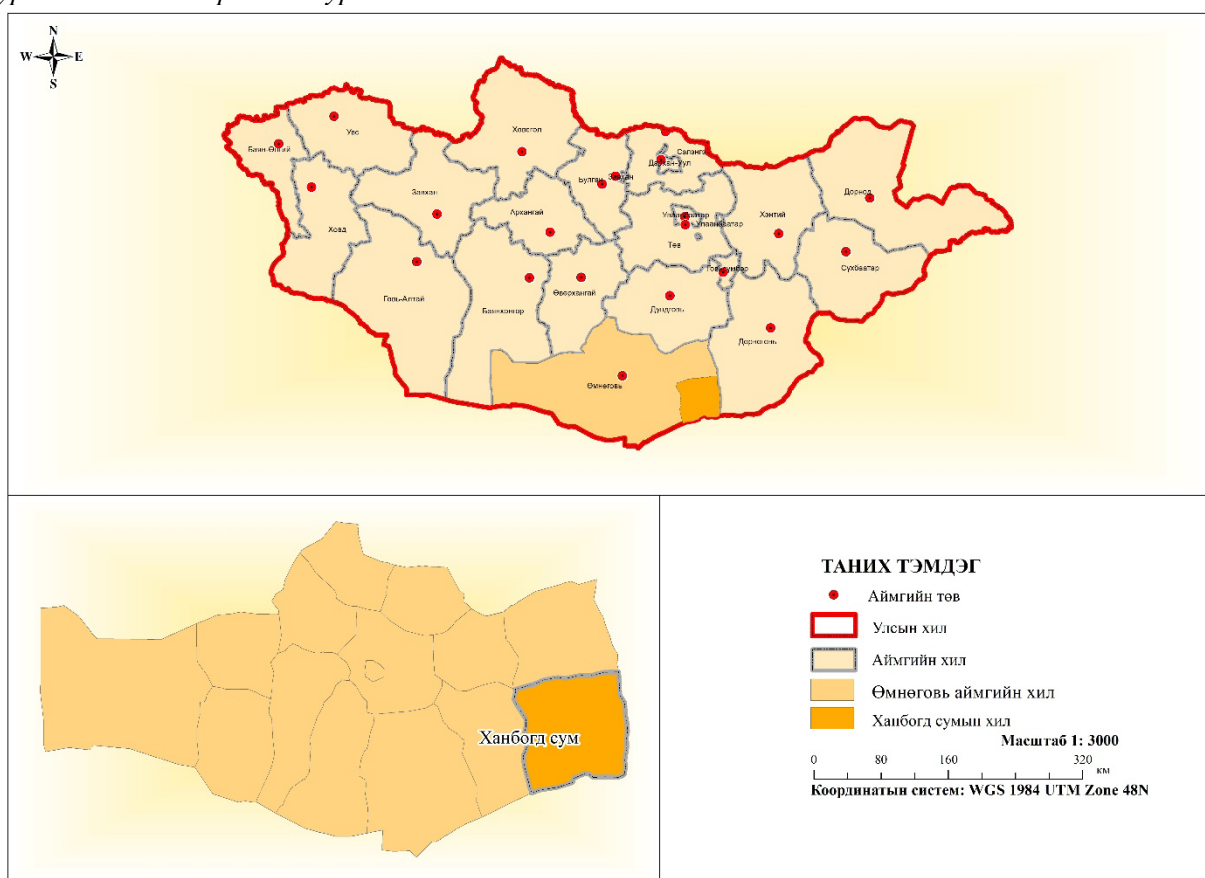 N
W E
S
Увс
Баян-Өлгий
Ховд
Завхан
Говь-Алтай
Хөвсгөл
Архангай
Баянхонгор
Өвөрхангай
Булган
Сэлэнгэ
Дархан-Уул
Улаанбаатар
Төв
Дундговь
Өмнөговь
Хэнтий
Дорнод
Сүхбаатар
Дорноговь
Ханбогд сум
ТАНИХ ТЭМДЭГ
Аймгийн төв
Улсын хил
Аймгийн хил
Өмнөговь аймгийн хил
Ханбогд сумын хил
Масштаб 1: 3000
0 80 160 240 320
км
Координатын систем: WGS 1984 UTM Zone 48N